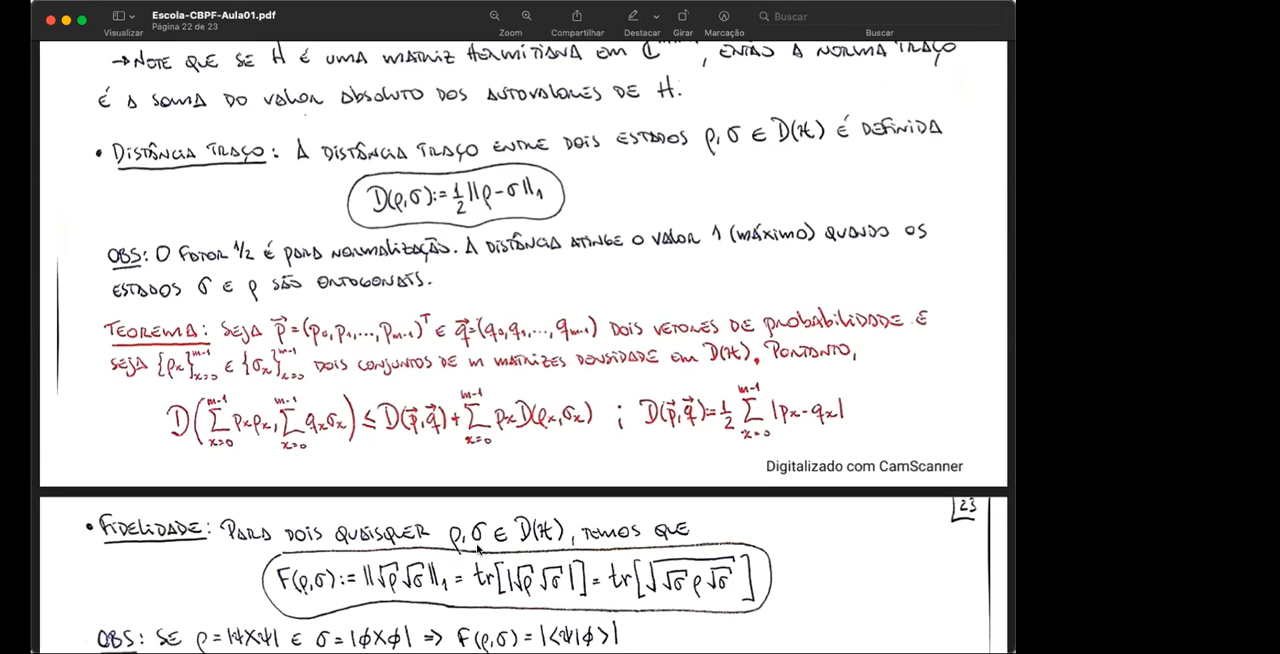 Escola-CBPF-Aula01.pdf
Página 22 de 23
Visualizar Zoom Compartilhar Destacar Girar Marcação Buscar
Buscar
→ NOTE QUE SE H É UMA MATRIZ HERMITIANA EM ℂ , ENTÃO A NORMA TRAÇO
É A SOMA DO VALOR ABSOLUTO DOS AUTOVALORES DE H.
• DISTÂNCIA TRAÇO: A DISTÂNCIA TRAÇO ENTRE DOIS ESTADOS ρ, σ ∈ D(ℋ) É DEFINIDA
D(ρ,σ) := 1/2 ||ρ - σ||₁
OBS: O FATOR 1/2 É PARA NORMALIZAÇÃO. A DISTÂNCIA ATINGE O VALOR 1 (MÁXIMO) QUANDO OS
ESTADOS σ E ρ SÃO ORTOGONAIS.
TEOREMA: SEJA p⃗ = (p₀, p₁, ..., pₘ₋₁)ᵀ E q⃗ = (q₀, q₁, ..., qₘ₋₁) DOIS VETORES DE PROBABILIDADE E
SEJA {ρₓ}ₓ₌₀ᵐ⁻¹ E {σₓ}ₓ₌₀ᵐ⁻¹ DOIS CONJUNTOS DE m MATRIZES DENSIDADE EM D(ℋ). PORTANTO,
D(∑ₓ₌₀ᵐ⁻¹ pₓρₓ, ∑ₓ₌₀ᵐ⁻¹ qₓσₓ) ≤ D(p⃗,q⃗) + ∑ₓ₌₀ᵐ⁻¹ pₓD(ρₓ,σₓ) ; D(p⃗,q⃗) := 1/2 ∑ₓ₌₀ᵐ⁻¹ |pₓ - qₓ|
Digitalizado com CamScanner
23
• FIDELIDADE: PARA DOIS QUAISQUER ρ, σ ∈ D(ℋ), TEMOS QUE
F(ρ,σ) := ||√ρ √σ||₁ = tr[|√ρ √σ|] = tr[√(√σ ρ √σ)]
OBS: SE ρ = |ψ⟩⟨ψ| E σ = |ϕ⟩⟨ϕ| ⇒ F(ρ,σ) = |⟨ψ|ϕ⟩|